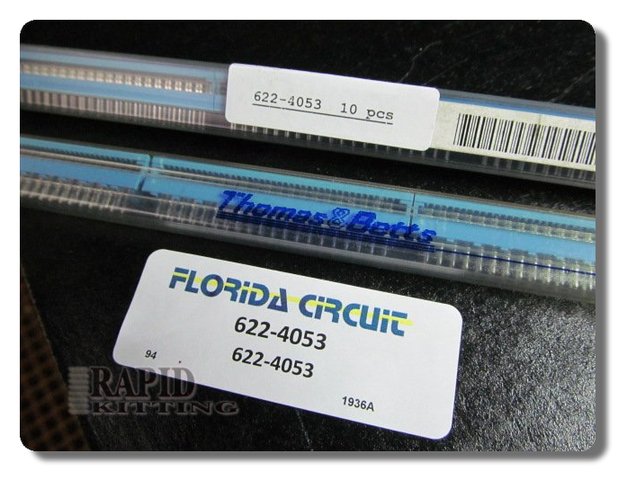 622-4053 10 pcs
Thomas & Betts
FLORIDA CIRCUIT
622-4053
622-4053
94
1936A
RAPID
KITTING